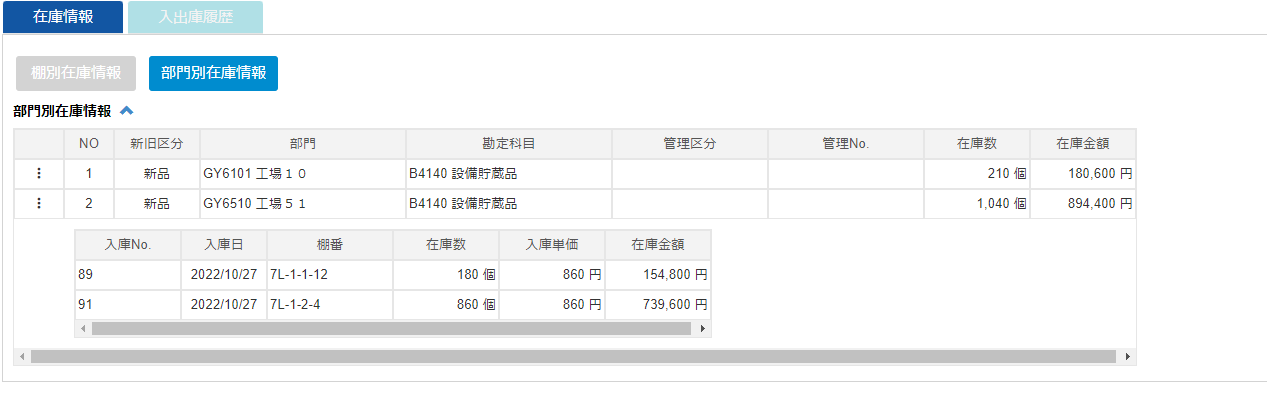 在庫情報 入出庫履歴
棚別在庫情報 部門別在庫情報
部門別在庫情報
NO 新旧区分 部門 勘定科目 管理区分 管理No. 在庫数 在庫金額
1 新品 GY6101 工場１０ B4140 設備貯蔵品 210 個 180,600 円
2 新品 GY6510 工場５１ B4140 設備貯蔵品 1,040 個 894,400 円
入庫No. 入庫日 棚番 在庫数 入庫単価 在庫金額
89 2022/10/27 7L-1-1-12 180 個 860 円 154,800 円
91 2022/10/27 7L-1-2-4 860 個 860 円 739,600 円